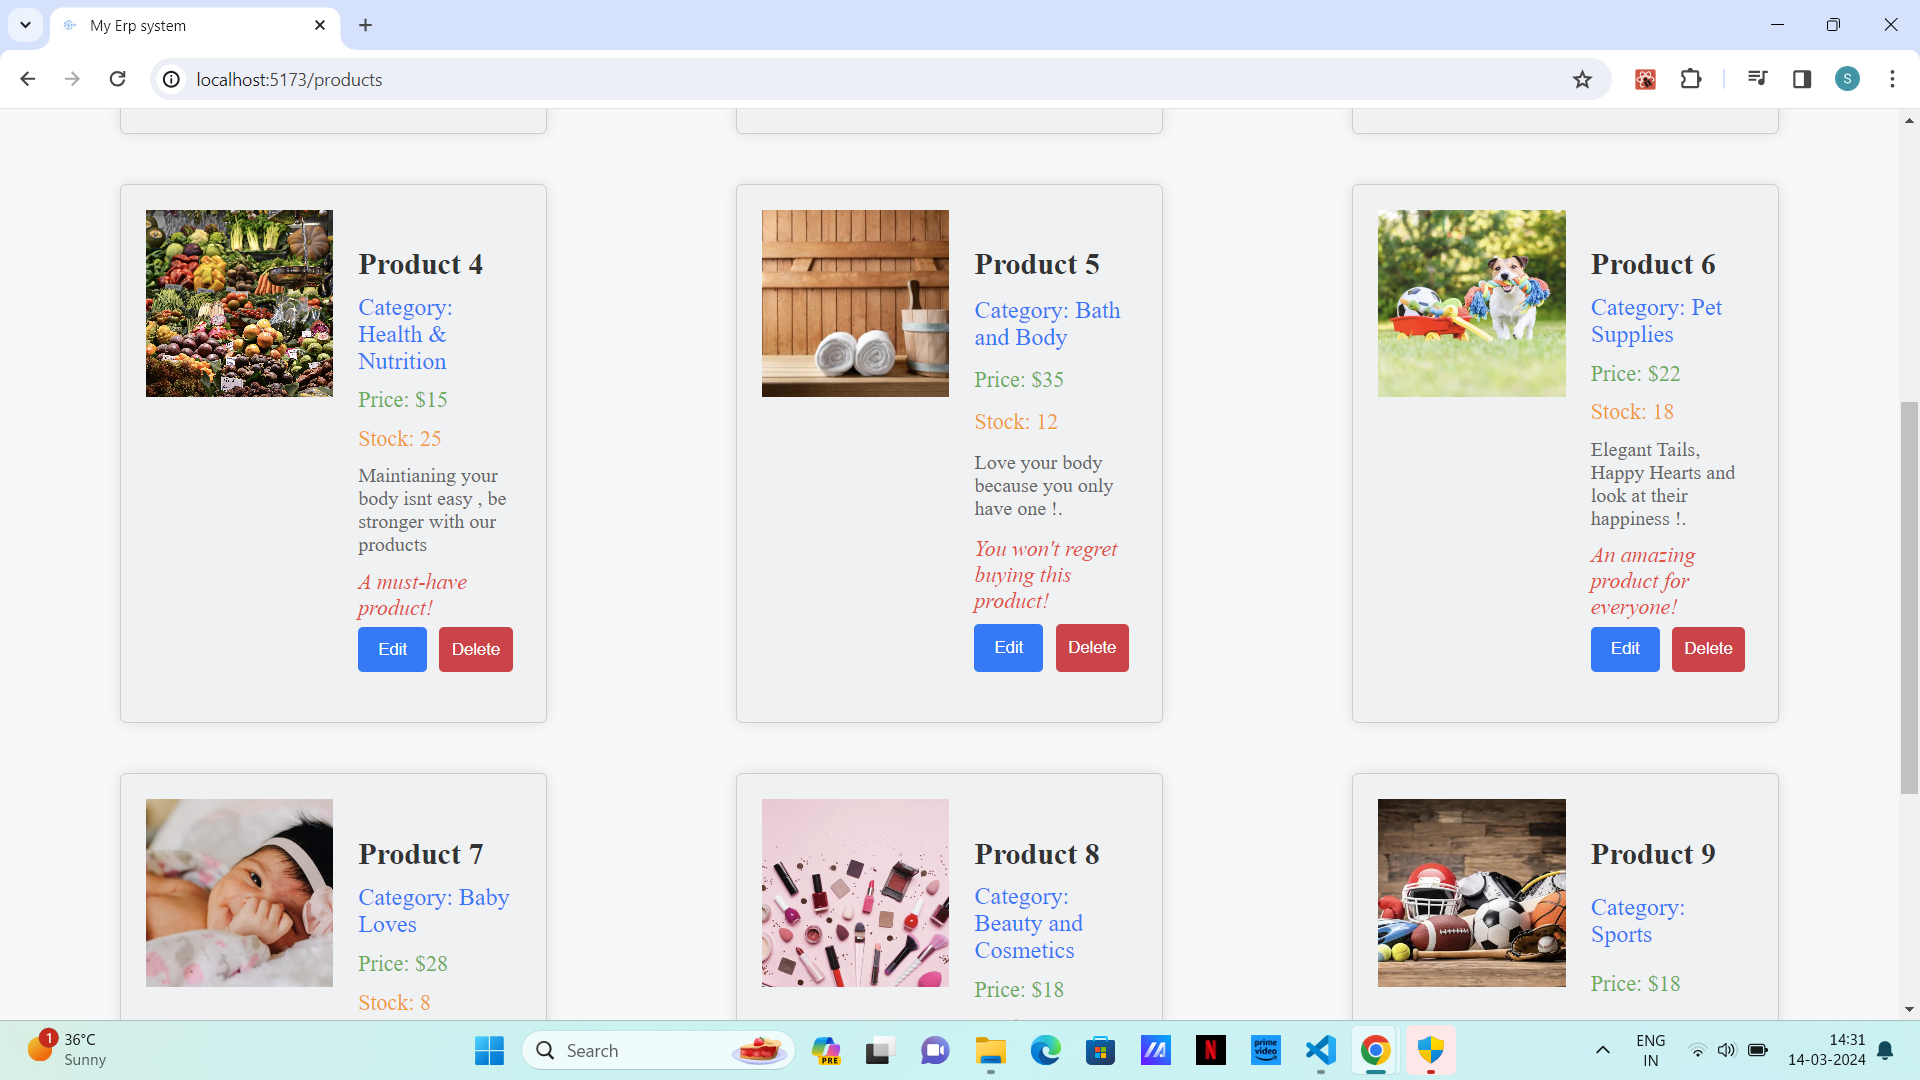 My Erp system
localhost:5173/products
S
Product 4
Category:
Health &
Nutrition
Price: $15
Stock: 25
Maintianing your
body isnt easy , be
stronger with our
products
A must-have
product!
Edit
Delete
Product 5
Category: Bath
and Body
Price: $35
Stock: 12
Love your body
because you only
have one !.
You won't regret
buying this
product!
Edit
Delete
Product 6
Category: Pet
Supplies
Price: $22
Stock: 18
Elegant Tails,
Happy Hearts and
look at their
happiness !.
An amazing
product for
everyone!
Edit
Delete
Product 7
Category: Baby
Loves
Price: $28
Stock: 8
Product 8
Category:
Beauty and
Cosmetics
Price: $18
Product 9
Category:
Sports
Price: $18
1
36°C
Sunny
Search
PRE
N
prime
video
ENG
IN
14:31
14-03-2024